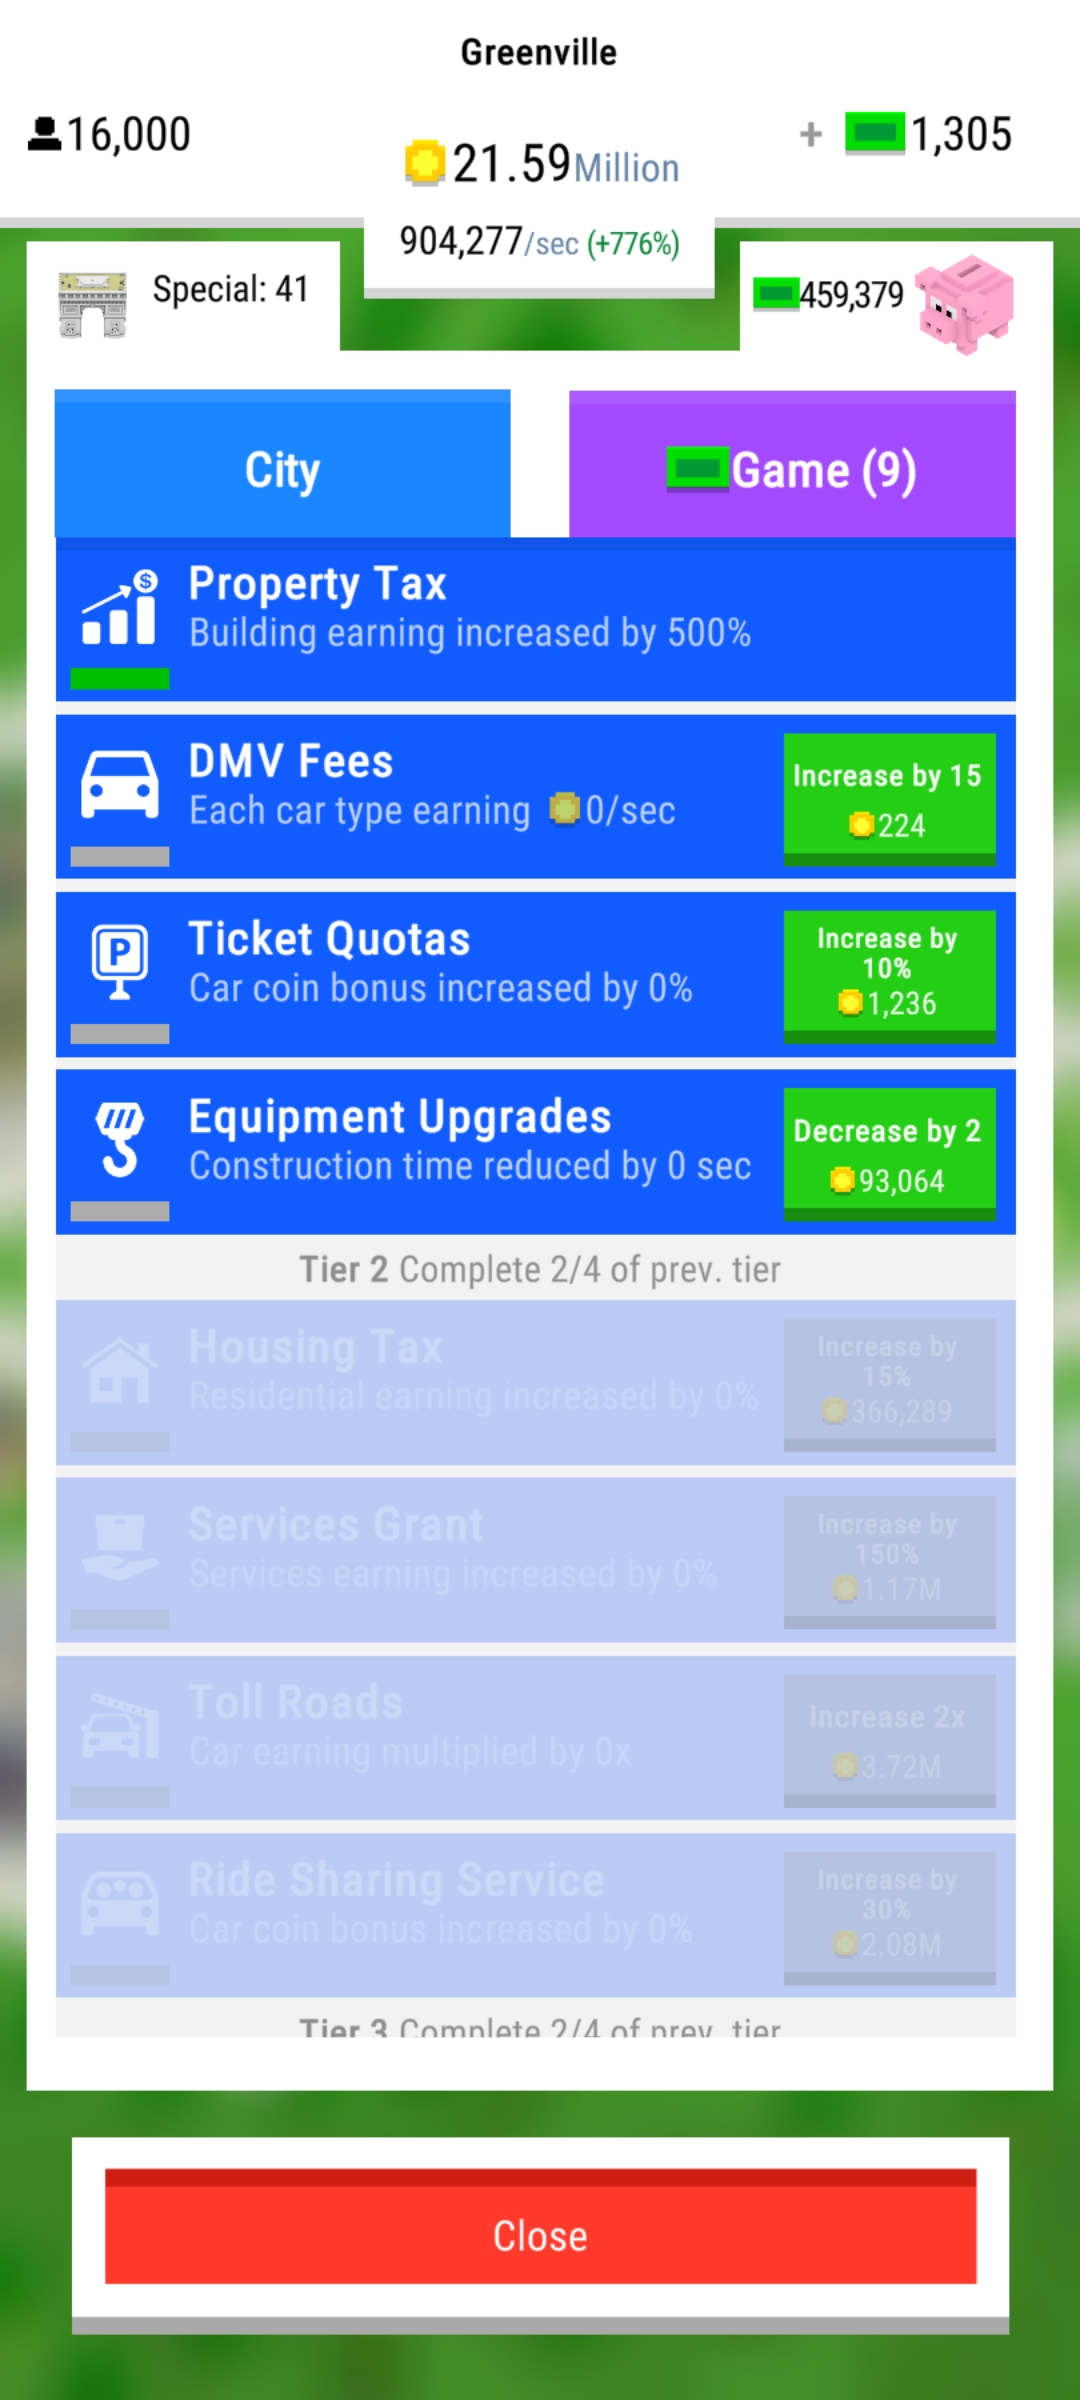 Greenville
16,000
21.59Million
+ 1,305
904,277/sec (+776%)
Special: 41
459,379
City
Game (9)
$
Property Tax
Building earning increased by 500%
DMV Fees
Each car type earning 0/sec
Increase by 15
224
P
Ticket Quotas
Car coin bonus increased by 0%
Increase by
10%
1,236
Equipment Upgrades
Construction time reduced by 0 sec
Decrease by 2
93,064
Tier 2 Complete 2/4 of prev. tier
Housing Tax
Residential earning increased by 0%
Increase by
15%
366,289
Services Grant
Services earning increased by 0%
Increase by
150%
1.17M
Toll Roads
Car earning multiplied by 0x
Increase 2x
3.72M
Ride Sharing Service
Car coin bonus increased by 0%
Increase by
30%
2.08M
Tier 3 Complete 2/4 of prev. tier
Close